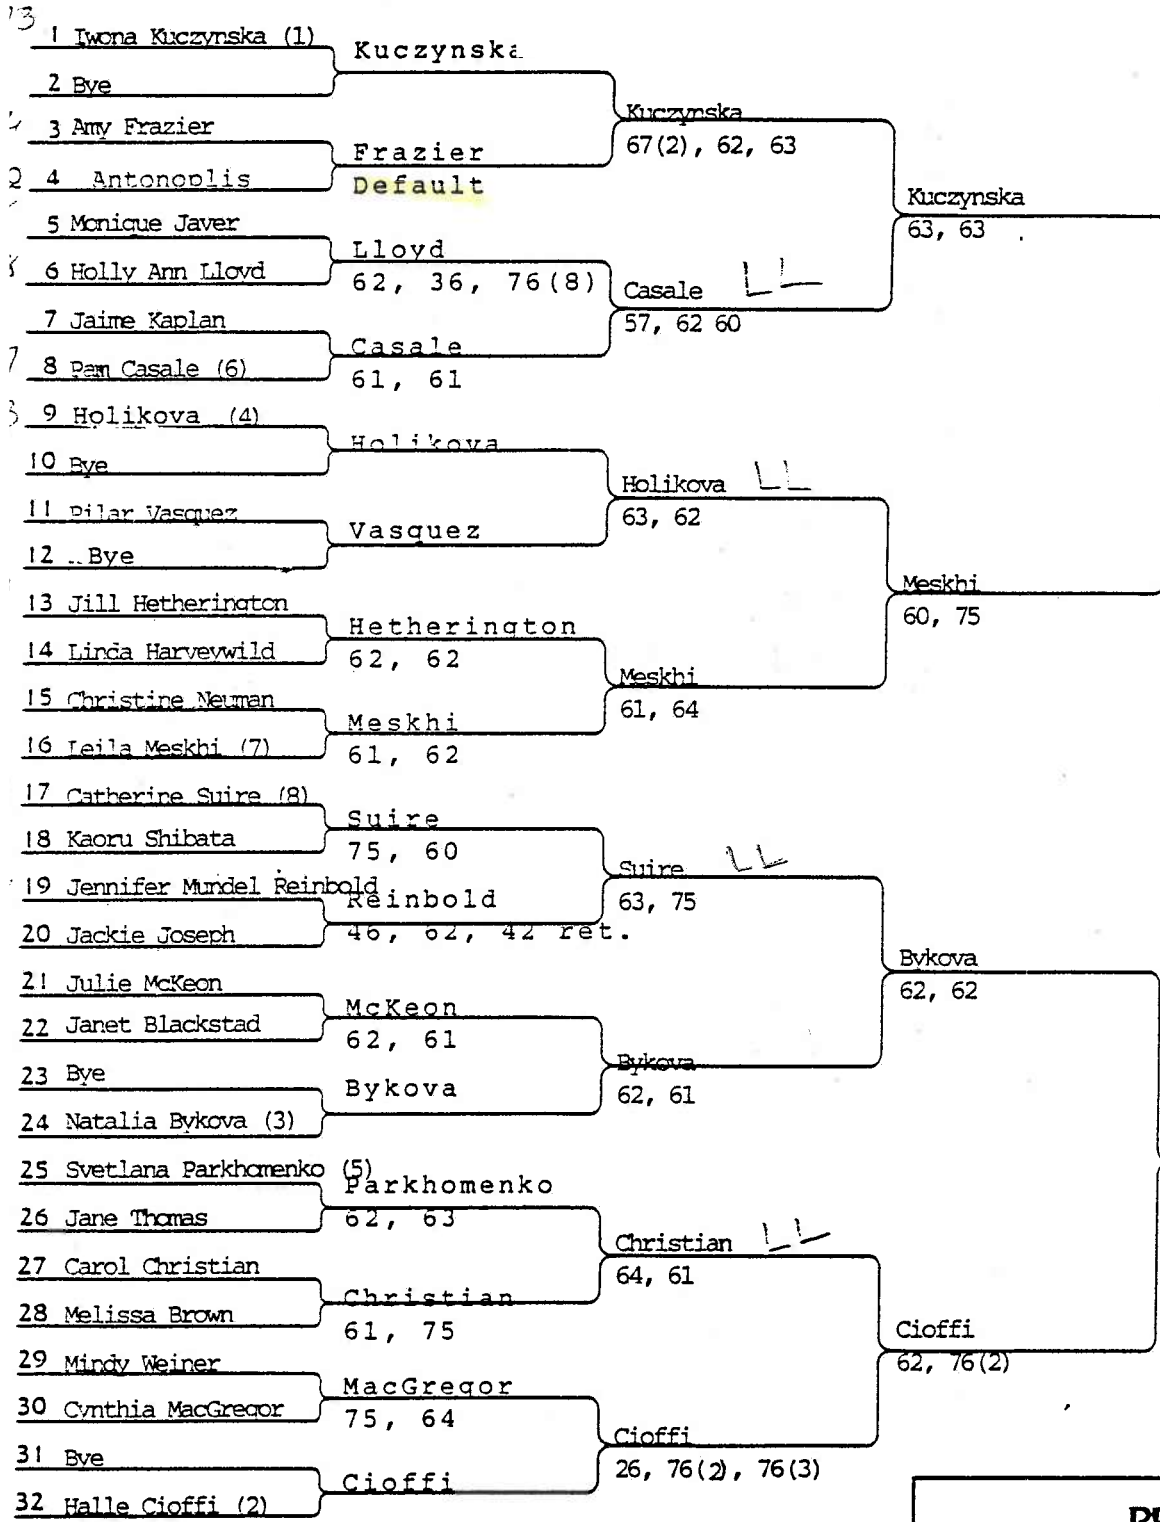 13
1 Iwona Kuczynska (1)
2 Bye
3 Amy Frazier
4 Antonoplis
5 Monique Javer
6 Holly Ann Lloyd
7 Jaime Kaplan
8 Pam Casale (6)
9 Holikova (4)
10 Bye
11 Pilar Vasquez
12 Bye
13 Jill Hetherington
14 Linda Harveywild
15 Christine Neuman
16 Leila Meskhi (7)
17 Catherine Suire (8)
18 Kaoru Shibata
19 Jennifer Mundel Reinbold
20 Jackie Joseph
21 Julie McKeon
22 Janet Blackstad
23 Bye
24 Natalia Bykova (3)
25 Svetlana Parkhomenko (5)
26 Jane Thomas
27 Carol Christian
28 Melissa Brown
29 Mindy Weiner
30 Cynthia MacGregor
31 Bye
32 Halle Cioffi (2)
Kuczynska
Frazier
Default
Lloyd
62, 36, 76(8)
Casale
61, 61
Holikova
Vasquez
Hetherington
62, 62
Meskhi
61, 62
Suire
75, 60
Reinbold
46, 62, 42 ret.
McKeon
62, 61
Bykova
Parkhomenko
62, 63
Christian
61, 75
MacGregor
75, 64
Cioffi
Kuczynska
67(2), 62, 63
Casale LL
57, 62 60
Holikova LL
63, 62
Meskhi
61, 64
Suire LL
63, 75
Bykova
62, 61
Christian LL
64, 61
Cioffi
26, 76(2), 76(3)
Kuczynska
63, 63
Meskhi
60, 75
Bykova
62, 62
Cioffi
62, 76(2)